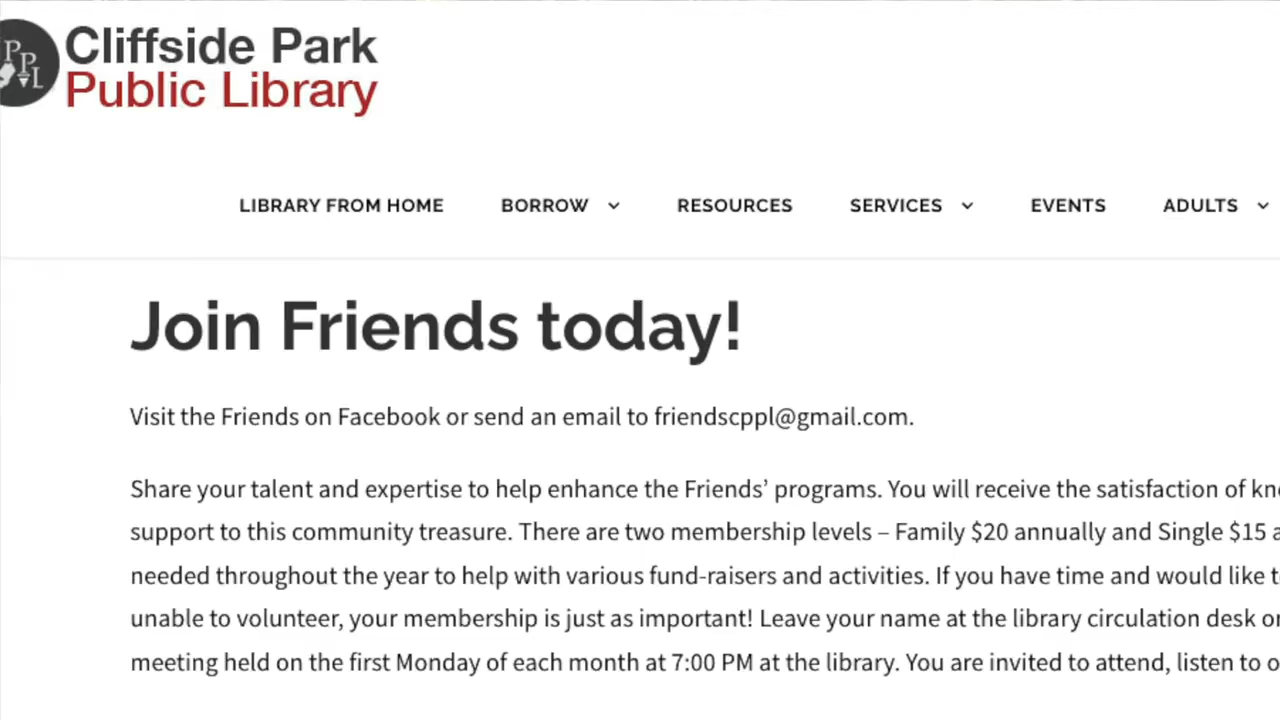 PPL
Cliffside Park
Public Library
LIBRARY FROM HOME BORROW RESOURCES SERVICES EVENTS ADULTS
Join Friends today!
Visit the Friends on Facebook or send an email to friendscppl@gmail.com.
Share your talent and expertise to help enhance the Friends’ programs. You will receive the satisfaction of
support to this community treasure. There are two membership levels – Family $20 annually and Single $15
needed throughout the year to help with various fund-raisers and activities. If you have time and would like
unable to volunteer, your membership is just as important! Leave your name at the library circulation desk
meeting held on the first Monday of each month at 7:00 PM at the library. You are invited to attend, listen to